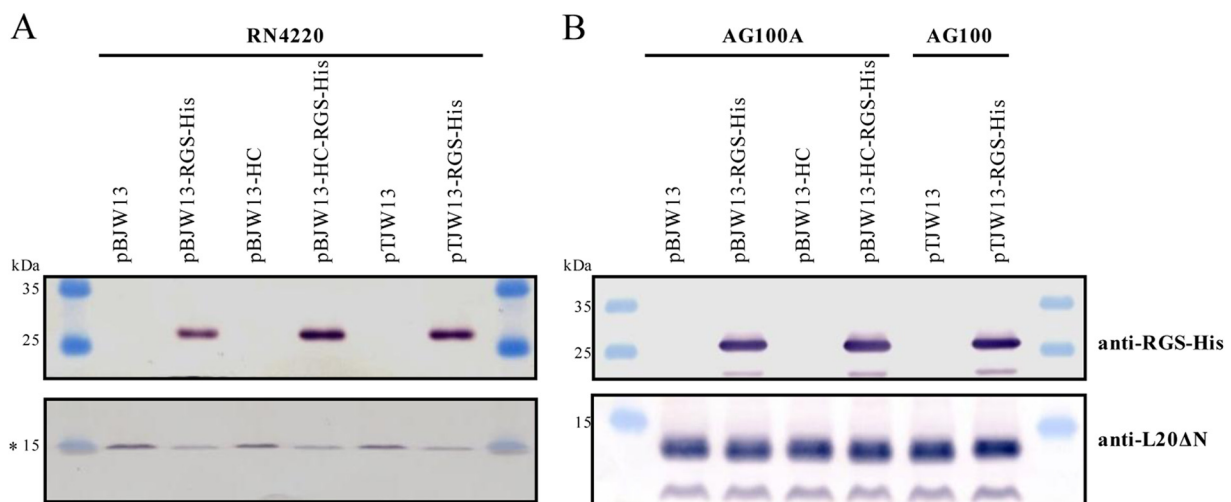 A
RN4220
pBJW13
pBJW13-RGS-His
pBJW13-HC
pBJW13-HC-RGS-His
pTJW13
pTJW13-RGS-His
kDa
35
25
* 15
B
AG100A
AG100
pBJW13
pBJW13-RGS-His
pBJW13-HC
pBJW13-HC-RGS-His
pTJW13
pTJW13-RGS-His
kDa
35
25
anti-RGS-His
15
anti-L20ΔN